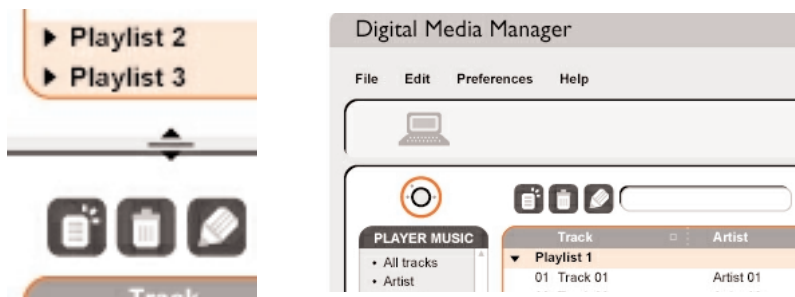 Playlist 2
Playlist 3
Track
Digital Media Manager
File Edit Preferences Help
PLAYER MUSIC
Track Artist
All tracks
Playlist 1
Artist
01 Track 01 Artist 01